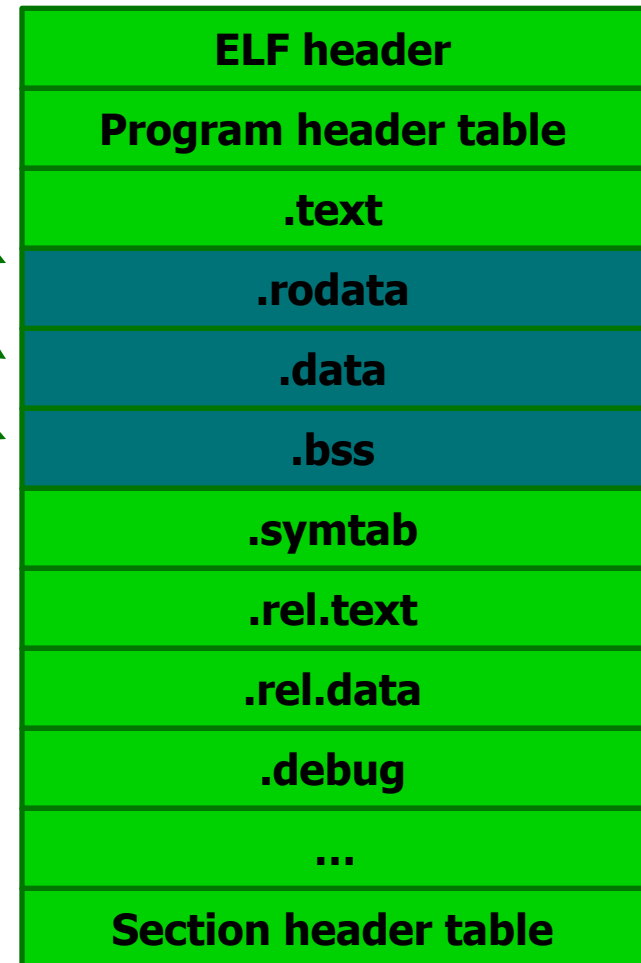 ELF header
Program header table
.text
.rodata
.data
.bss
.symtab
.rel.text
.rel.data
.debug
…
Section header table